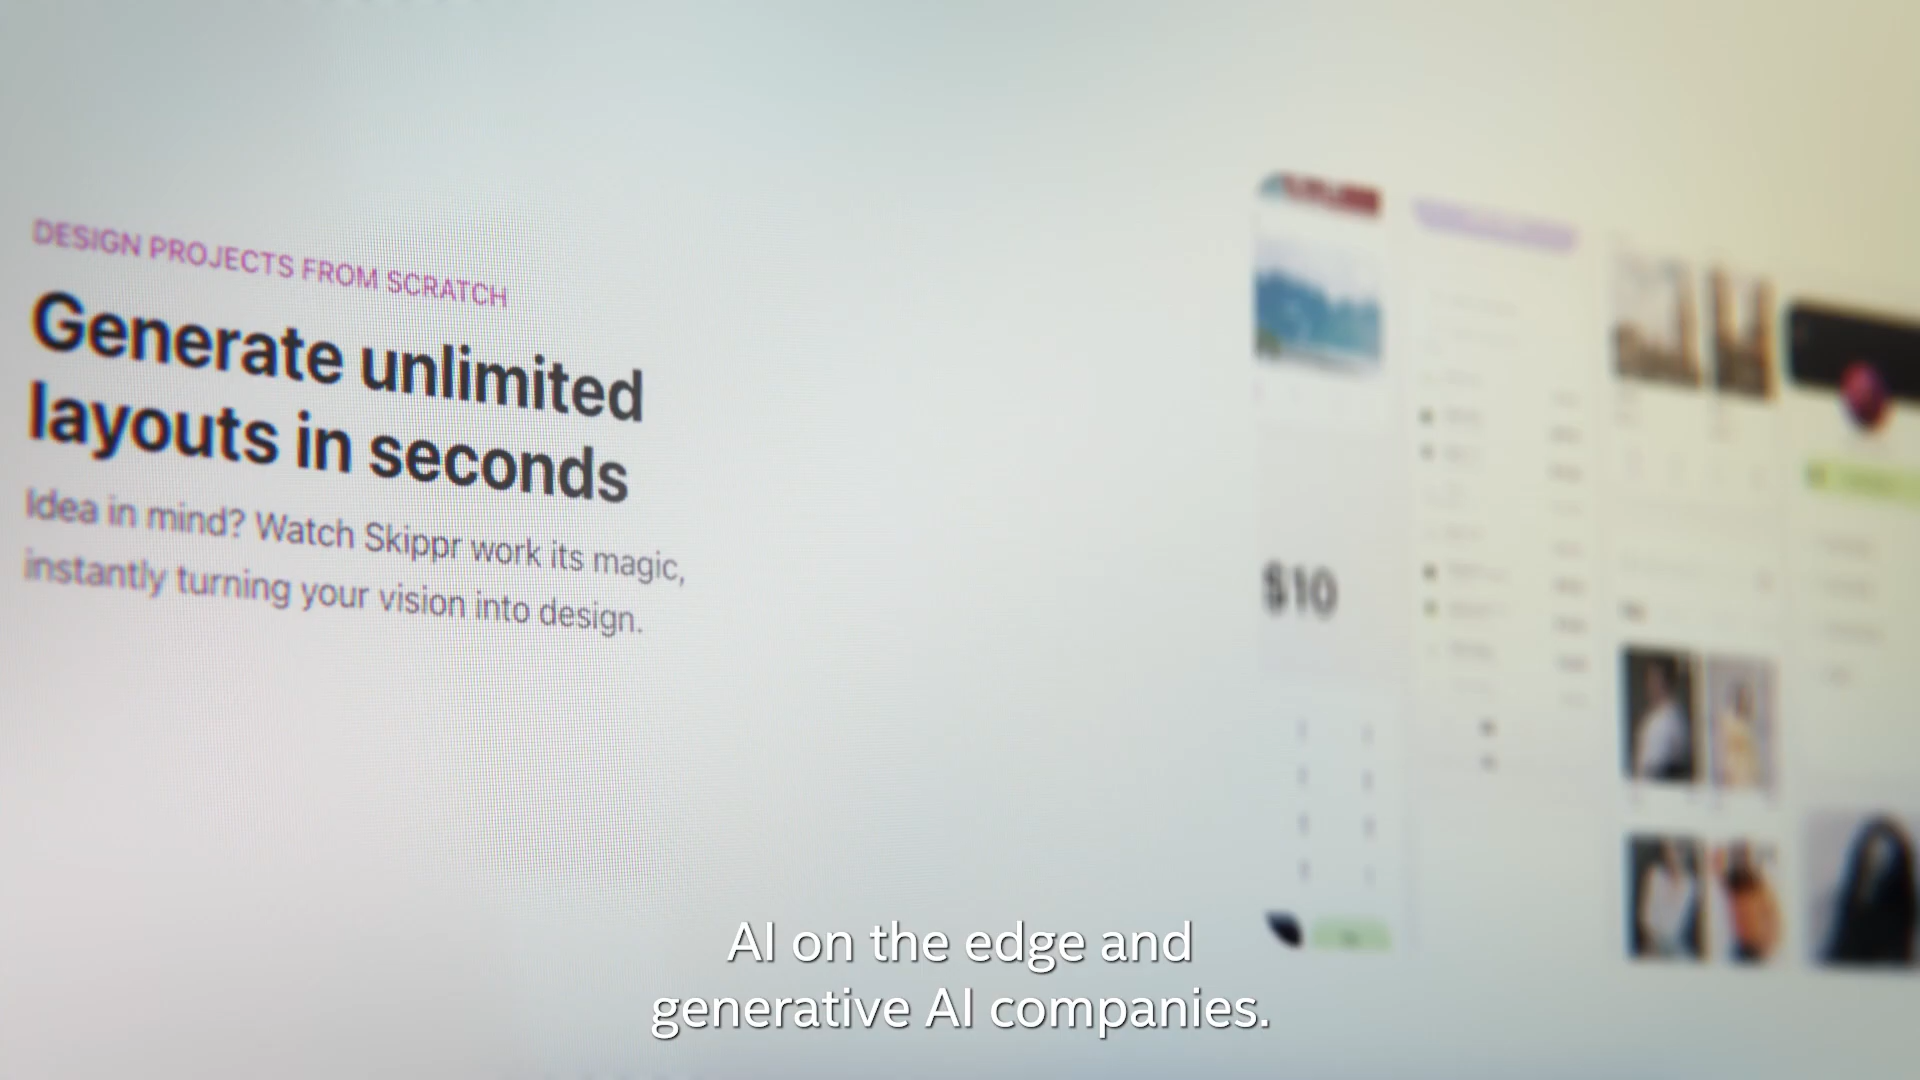 DESIGN PROJECTS FROM SCRATCH
Generate unlimited
layouts in seconds
Idea in mind? Watch Skippr work its magic,
instantly turning your vision into design.
$10
AI on the edge and
generative AI companies.